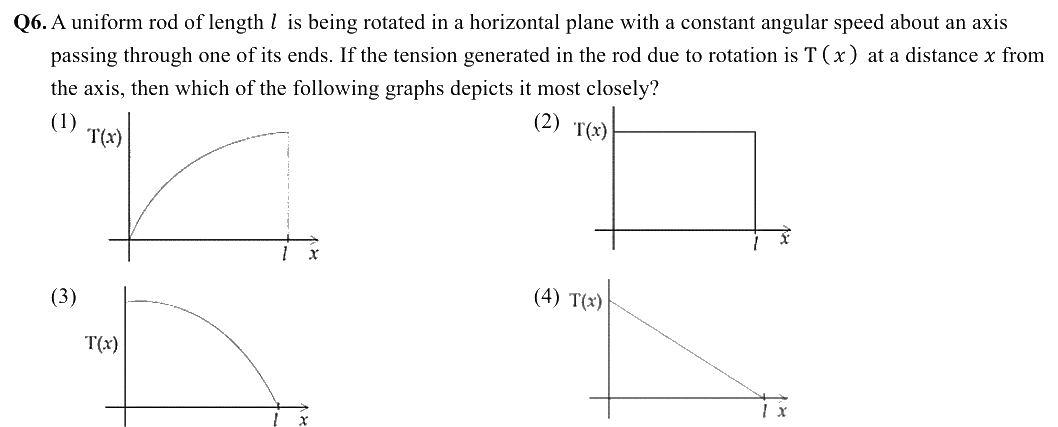 Q6. A uniform rod of length l is being rotated in a horizontal plane with a constant angular speed about an axis
passing through one of its ends. If the tension generated in the rod due to rotation is T(x) at a distance x from
the axis, then which of the following graphs depicts it most closely?
(1) T(x)
l x
(2) T(x)
l x
(3)
T(x)
l x
(4) T(x)
l x